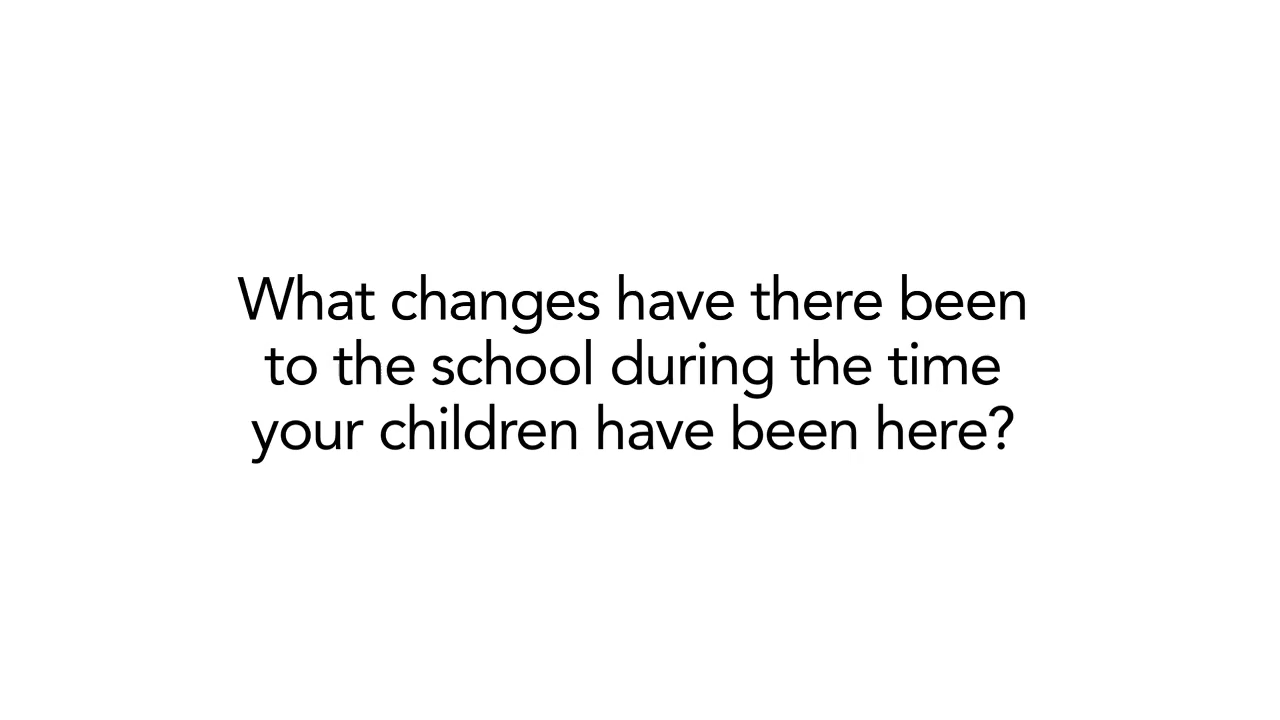 What changes have there been
to the school during the time
your children have been here?